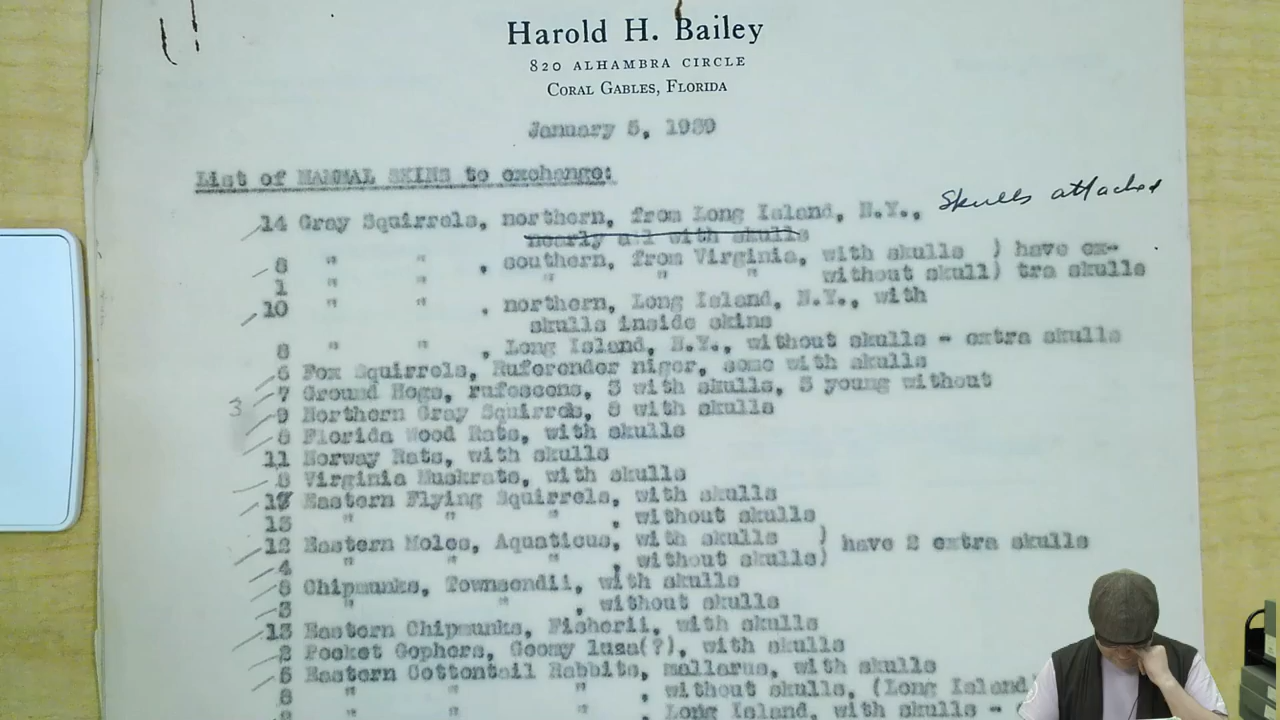 Harold H. Bailey
820 ALHAMBRA CIRCLE
CORAL GABLES, FLORIDA
January 5, 1939
List of MAMMAL SKINS to exchange:
14 Gray Squirrels, northern, from Long Island, N.Y., Skulls attached
nearly all with skulls
8 " " , southern, from Virginia, with skulls ) have ex-
1 " " " " " without skull) tra skulls
10 " " , northern, Long Island, N.Y., with
skulls inside skins
8 " " , Long Island, N.Y., without skulls - extra skulls
6 Fox Squirrels, Ruferender niger, some with skulls
7 Ground Hogs, rufescens, 3 with skulls, 5 young without
3 9 Northern Gray Squirrels, 8 with skulls
8 Florida Wood Rats, with skulls
11 Norway Rats, with skulls
8 Virginia Muskrats, with skulls
Eastern Flying Squirrels, with skulls
15 " " " , without skulls
12 Eastern Moles, Aquaticus, with skulls ) have 2 extra skulls
4 " " " , without skulls)
8 Chipmunks, Townsendii, with skulls
3 " " , without skulls
13 Eastern Chipmunks, Fisherii, with skulls
2 Pocket Gophers, Geomy (?), with skulls
5 Eastern Cottontail Rabbits, mallurus, with skulls
8 " " " , without skulls, (Long Island
" " " , Long Island, with skulls -